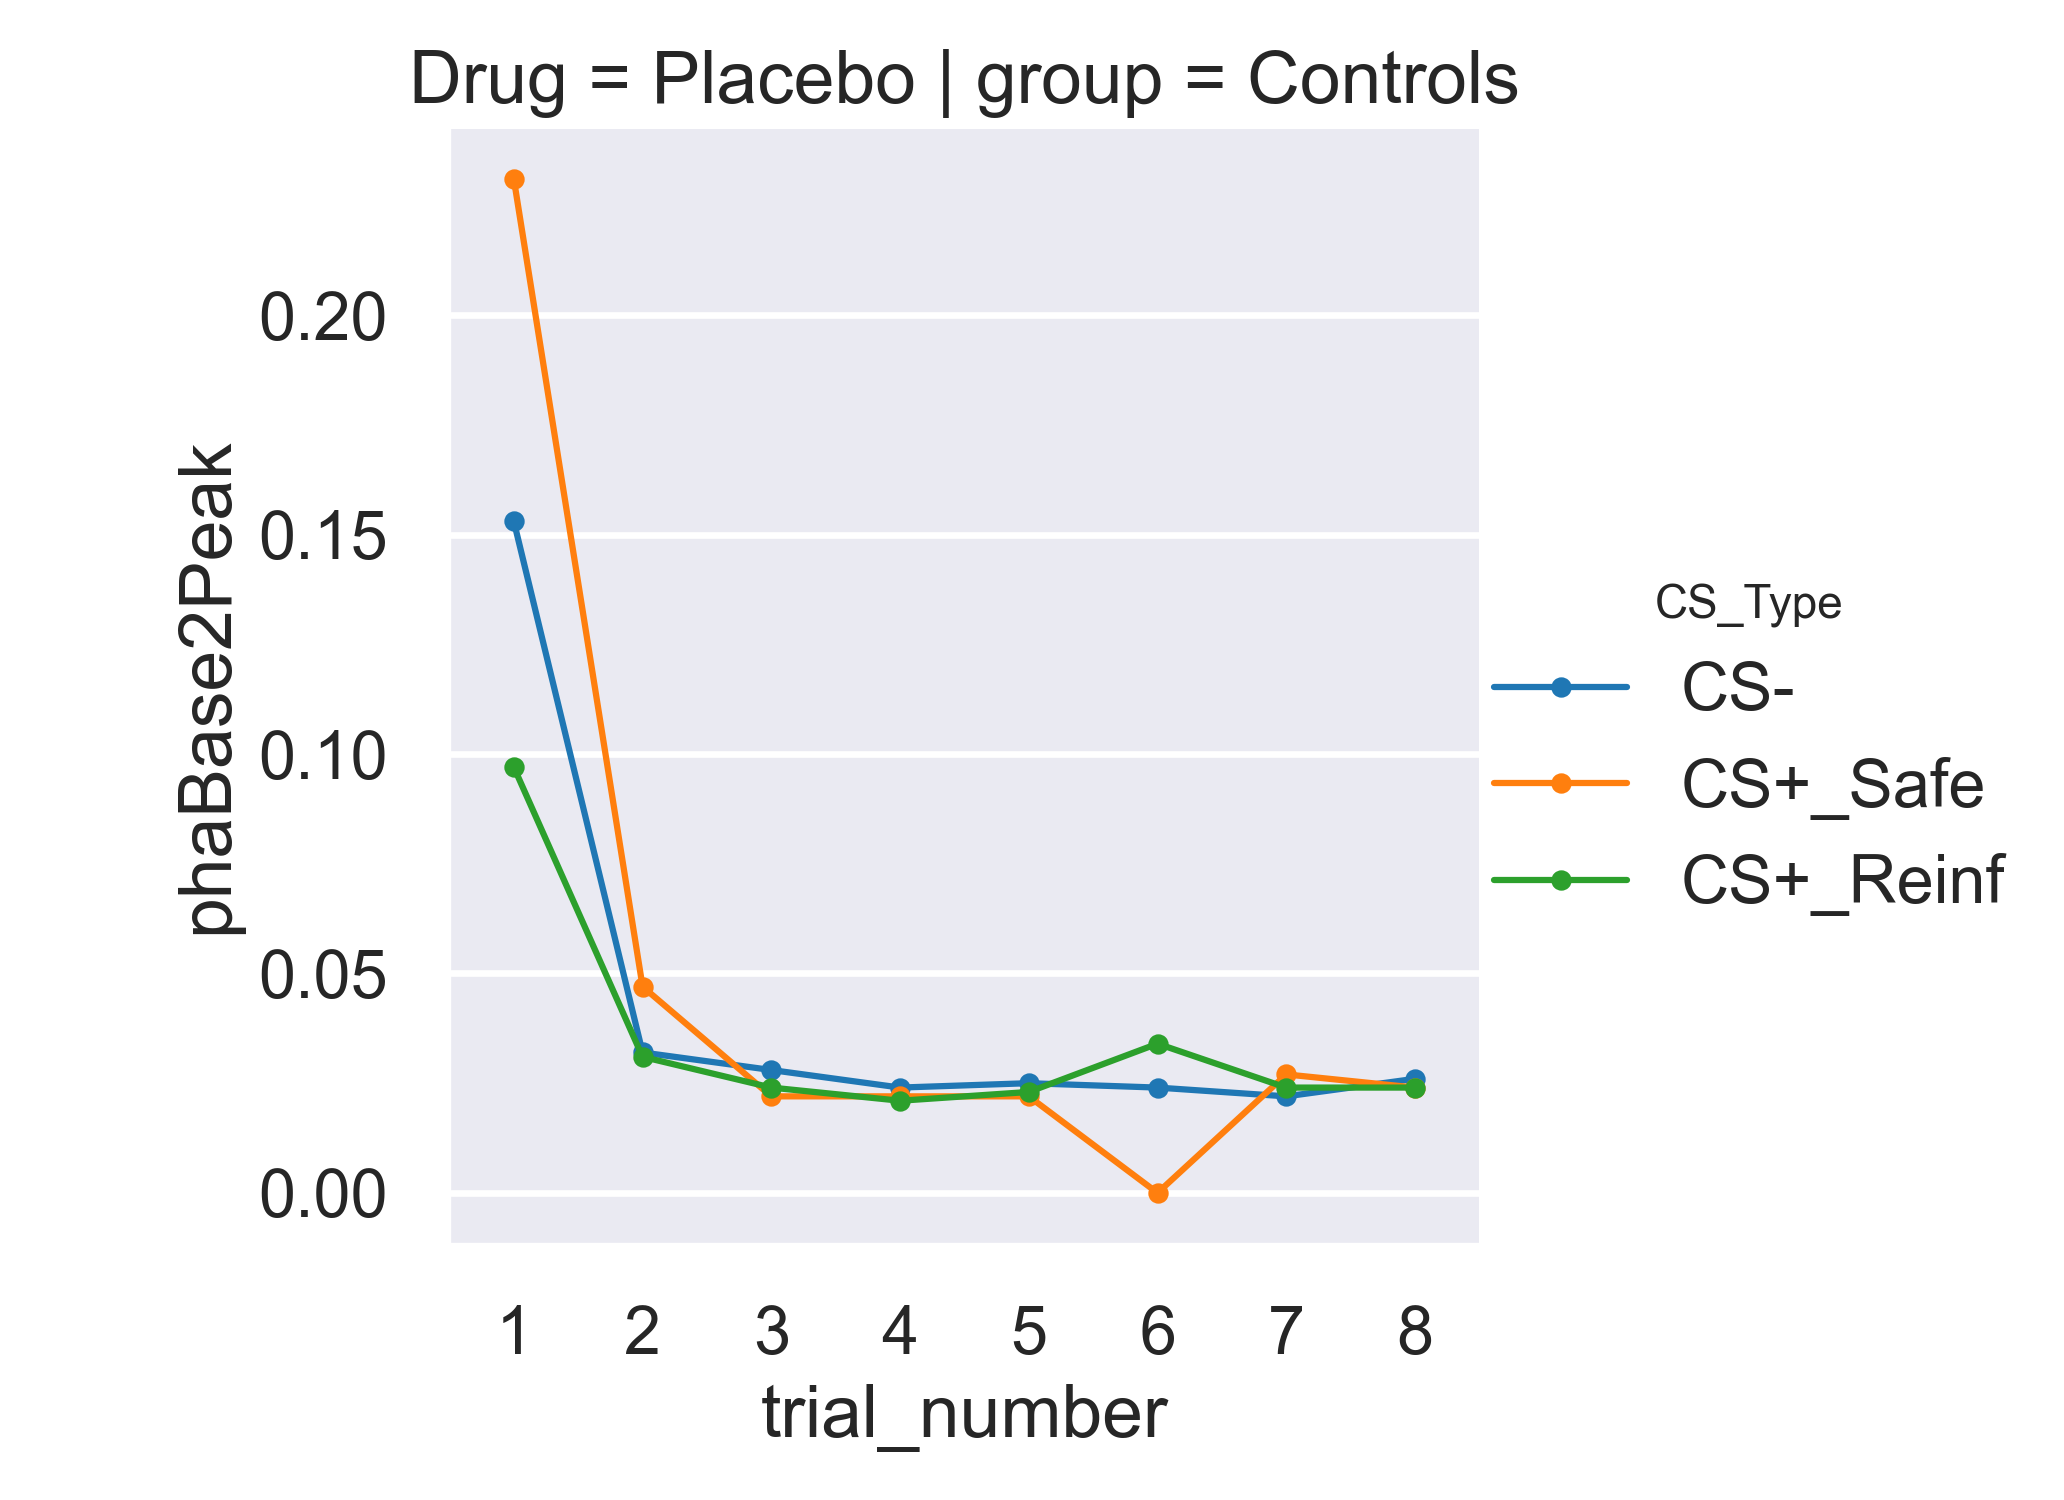 Drug = Placebo | group = Controls
phaBase2Peak
0.20
0.15
0.10
0.05
0.00
1 2 3 4 5 6 7 8
trial_number
CS_Type
CS-
CS+_Safe
CS+_Reinf